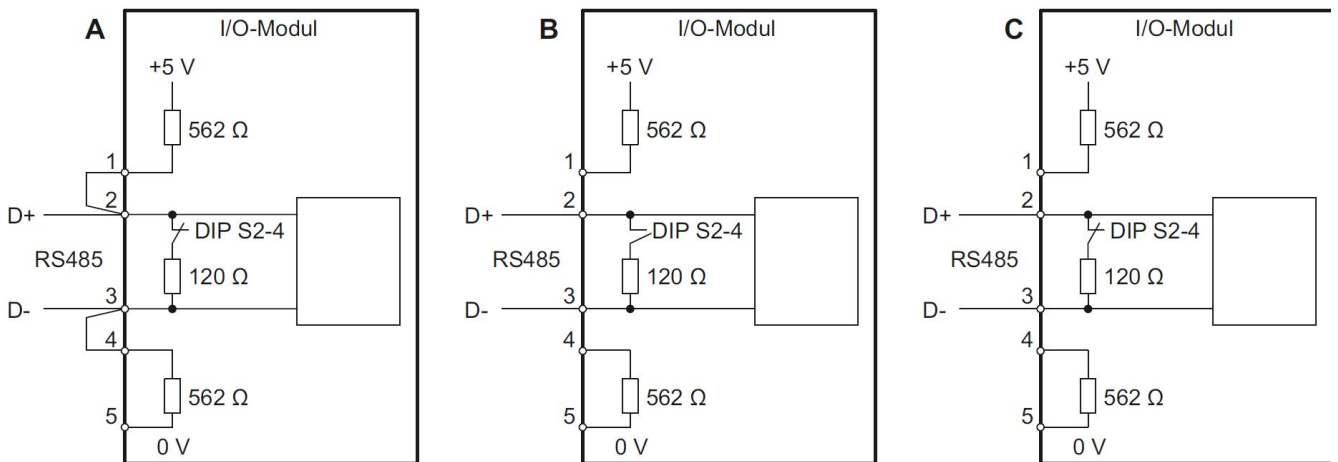 A
I/O-Modul
+5 V
562 Ω
1
2
D+
DIP S2-4
RS485
120 Ω
3
D-
4
562 Ω
5
0 V
B
I/O-Modul
+5 V
562 Ω
1
2
D+
DIP S2-4
RS485
120 Ω
3
D-
4
562 Ω
5
0 V
C
I/O-Modul
+5 V
562 Ω
1
2
D+
DIP S2-4
RS485
120 Ω
3
D-
4
562 Ω
5
0 V